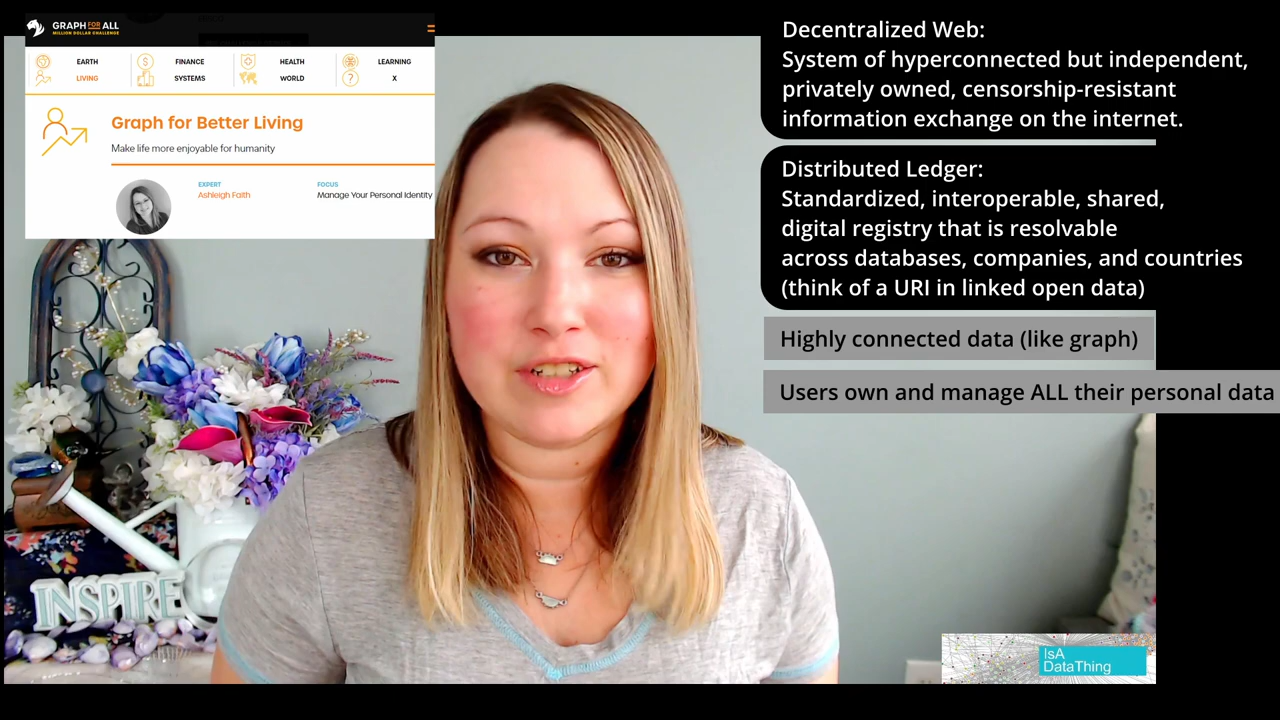 GRAPH FOR ALL
MILLION DOLLAR CHALLENGE
EARTH
FINANCE
HEALTH
LEARNING
LIVING
SYSTEMS
WORLD
X
Graph for Better Living
Make life more enjoyable for humanity
EXPERT
FOCUS
Ashleigh Faith
Manage Your Personal Identity
Decentralized Web:
System of hyperconnected but independent,
privately owned, censorship-resistant
information exchange on the internet.
Distributed Ledger:
Standardized, interoperable, shared,
digital registry that is resolvable
across databases, companies, and countries
(think of a URI in linked open data)
Highly connected data (like graph)
Users own and manage ALL their personal data
INSPIRE
IsA
DataThing